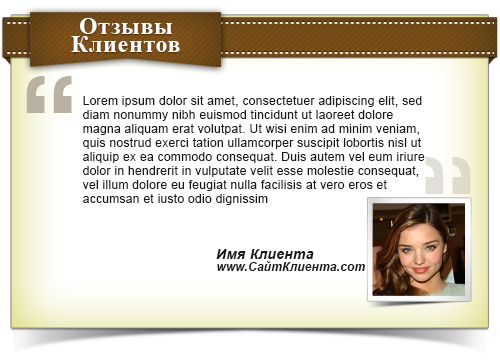 Отзывы
Клиентов
Lorem ipsum dolor sit amet, consectetuer adipiscing elit, sed
diam nonummy nibh euismod tincidunt ut laoreet dolore
magna aliquam erat volutpat. Ut wisi enim ad minim veniam,
quis nostrud exerci tation ullamcorper suscipit lobortis nisl ut
aliquip ex ea commodo consequat. Duis autem vel eum iriure
dolor in hendrerit in vulputate velit esse molestie consequat,
vel illum dolore eu feugiat nulla facilisis at vero eros et
accumsan et iusto odio dignissim
Имя Клиента
www.СайтКлиента.com